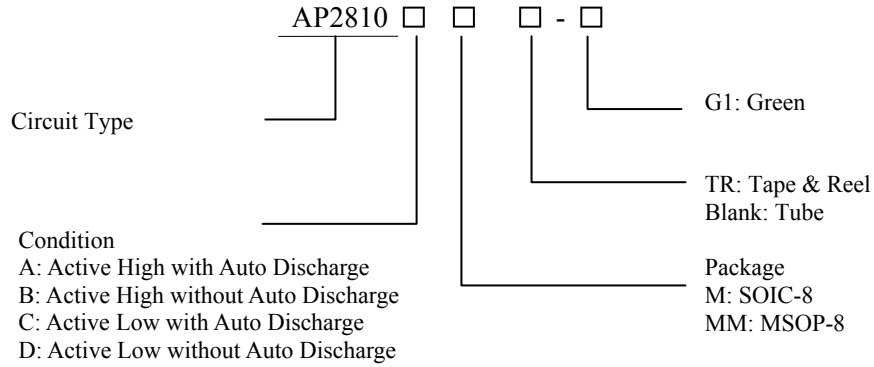 AP2810 □ □ □ - □
Circuit Type
Condition
A: Active High with Auto Discharge
B: Active High without Auto Discharge
C: Active Low with Auto Discharge
D: Active Low without Auto Discharge
G1: Green
TR: Tape & Reel
Blank: Tube
Package
M: SOIC-8
MM: MSOP-8